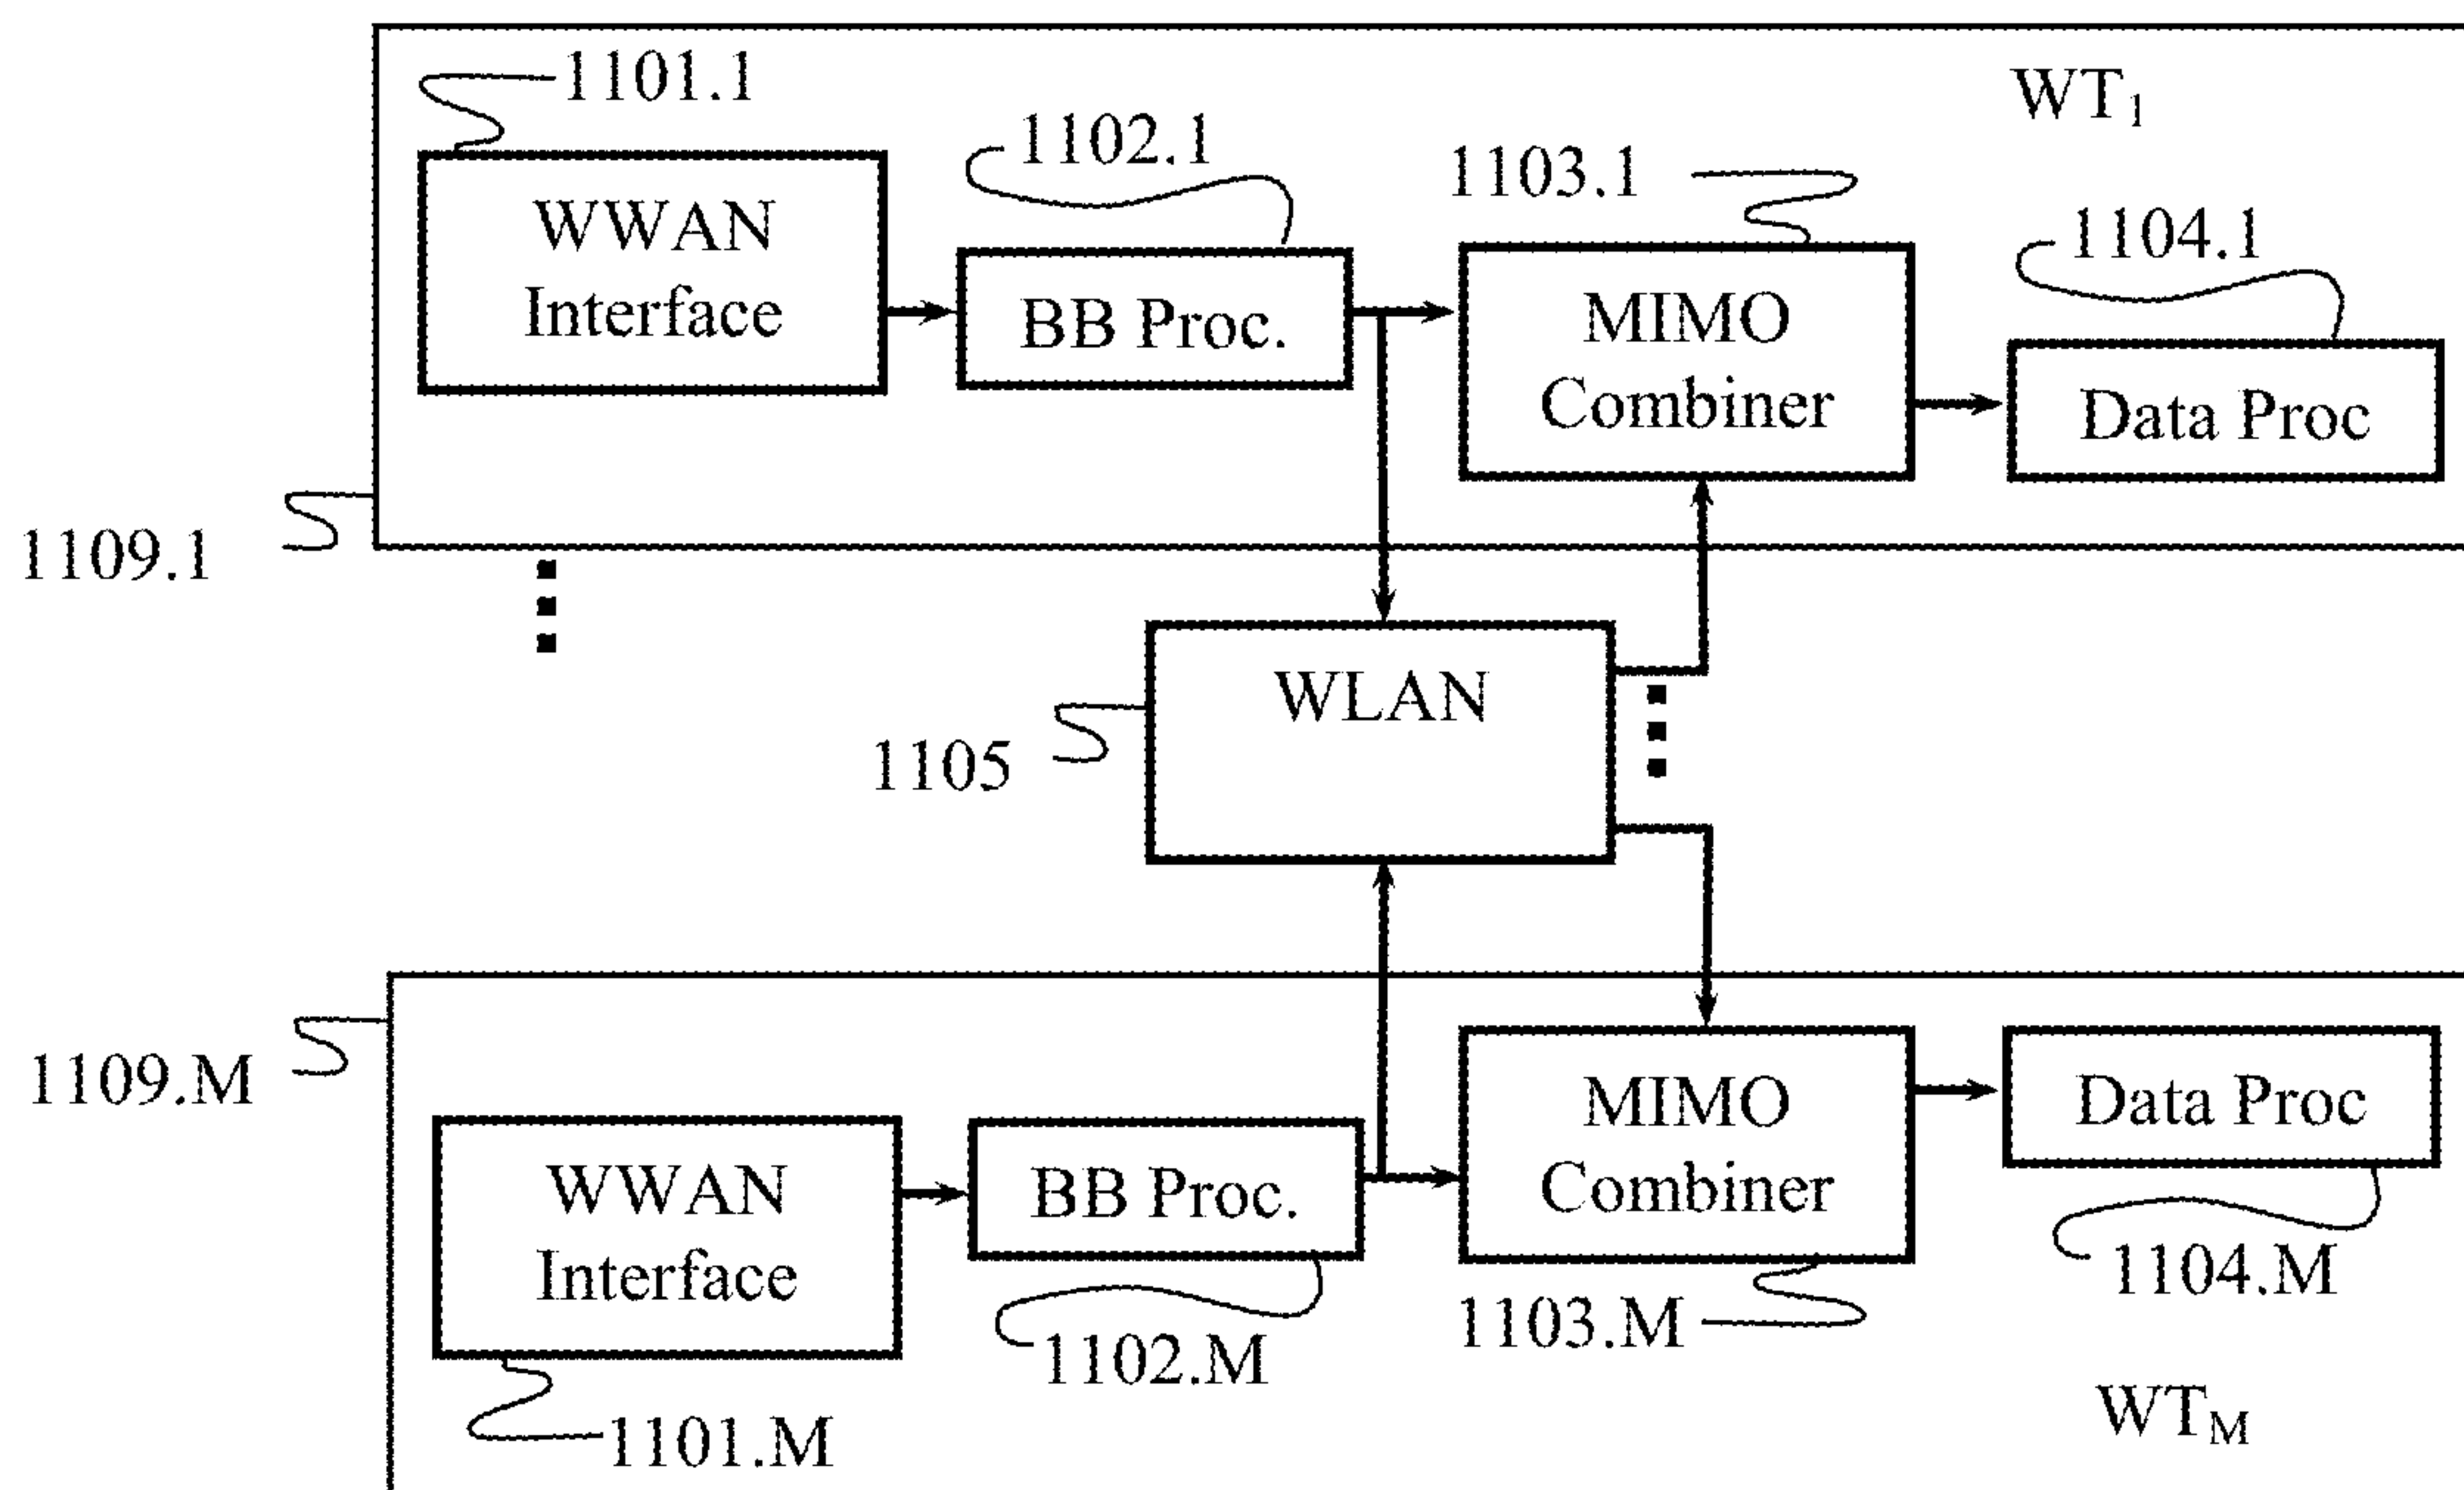 1101.1
WT1
1102.1
1103.1
WWAN
Interface
1104.1
BB Proc.
MIMO
Combiner
Data Proc
1109.1
WLAN
1105
1109.M
MIMO
Combiner
Data Proc
WWAN
Interface
BB Proc.
1104.M
1103.M
1102.M
WTM
1101.M